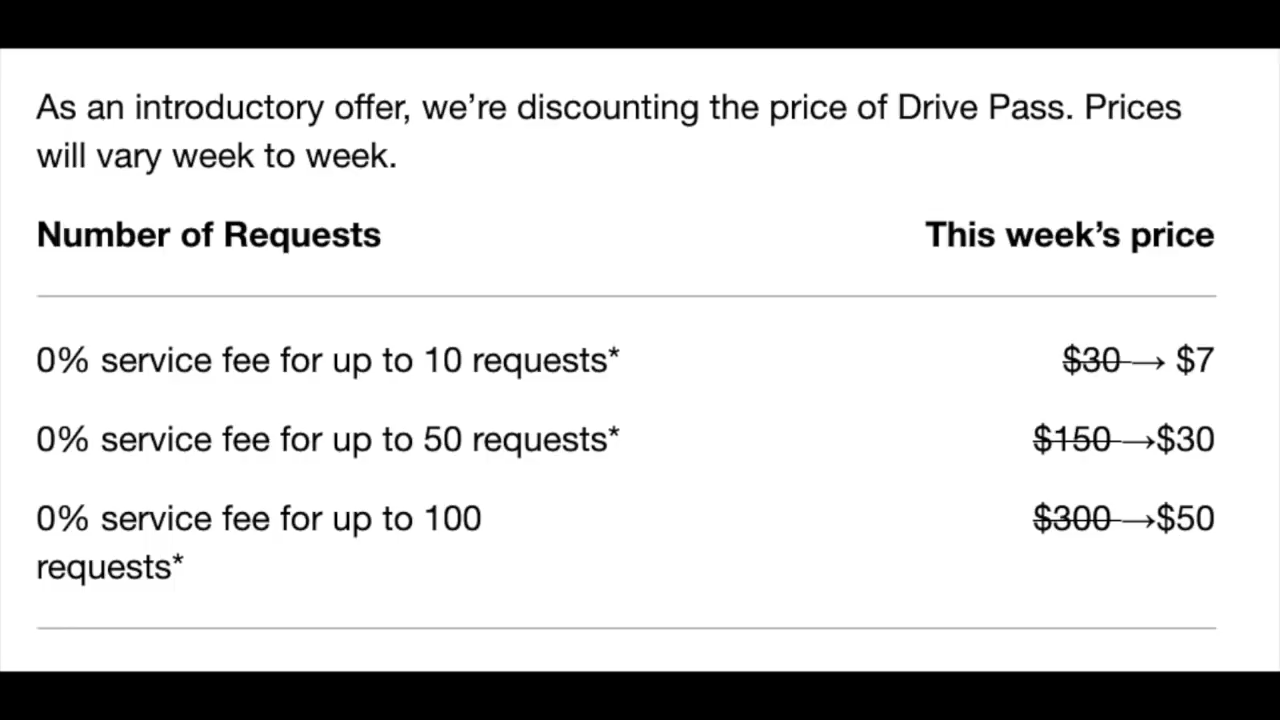 As an introductory offer, we’re discounting the price of Drive Pass. Prices
will vary week to week.
Number of Requests This week’s price
0% service fee for up to 10 requests* $30 → $7
0% service fee for up to 50 requests* $150 →$30
0% service fee for up to 100 $300 →$50
requests*